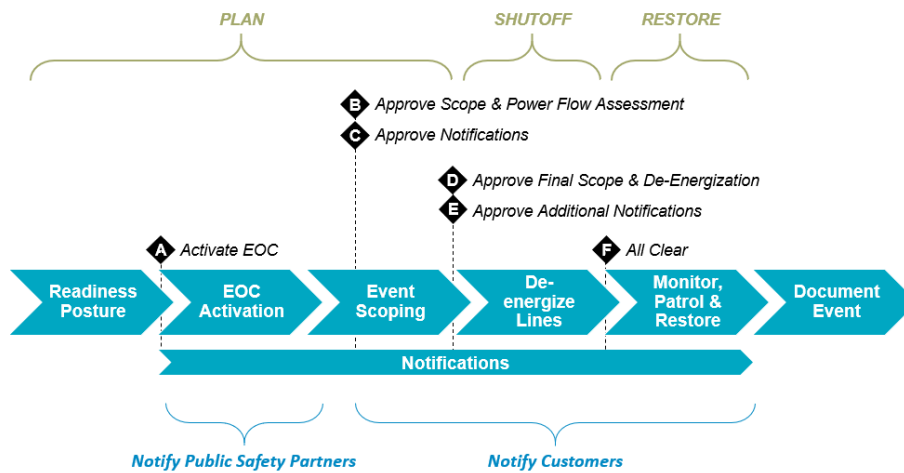 PLAN
SHUTOFF
RESTORE
B Approve Scope & Power Flow Assessment
C Approve Notifications
D Approve Final Scope & De-Energization
E Approve Additional Notifications
A Activate EOC
F All Clear
Readiness
Posture
EOC
Activation
Event
Scoping
De-
energize
Lines
Monitor,
Patrol &
Restore
Document
Event
Notifications
Notify Public Safety Partners
Notify Customers